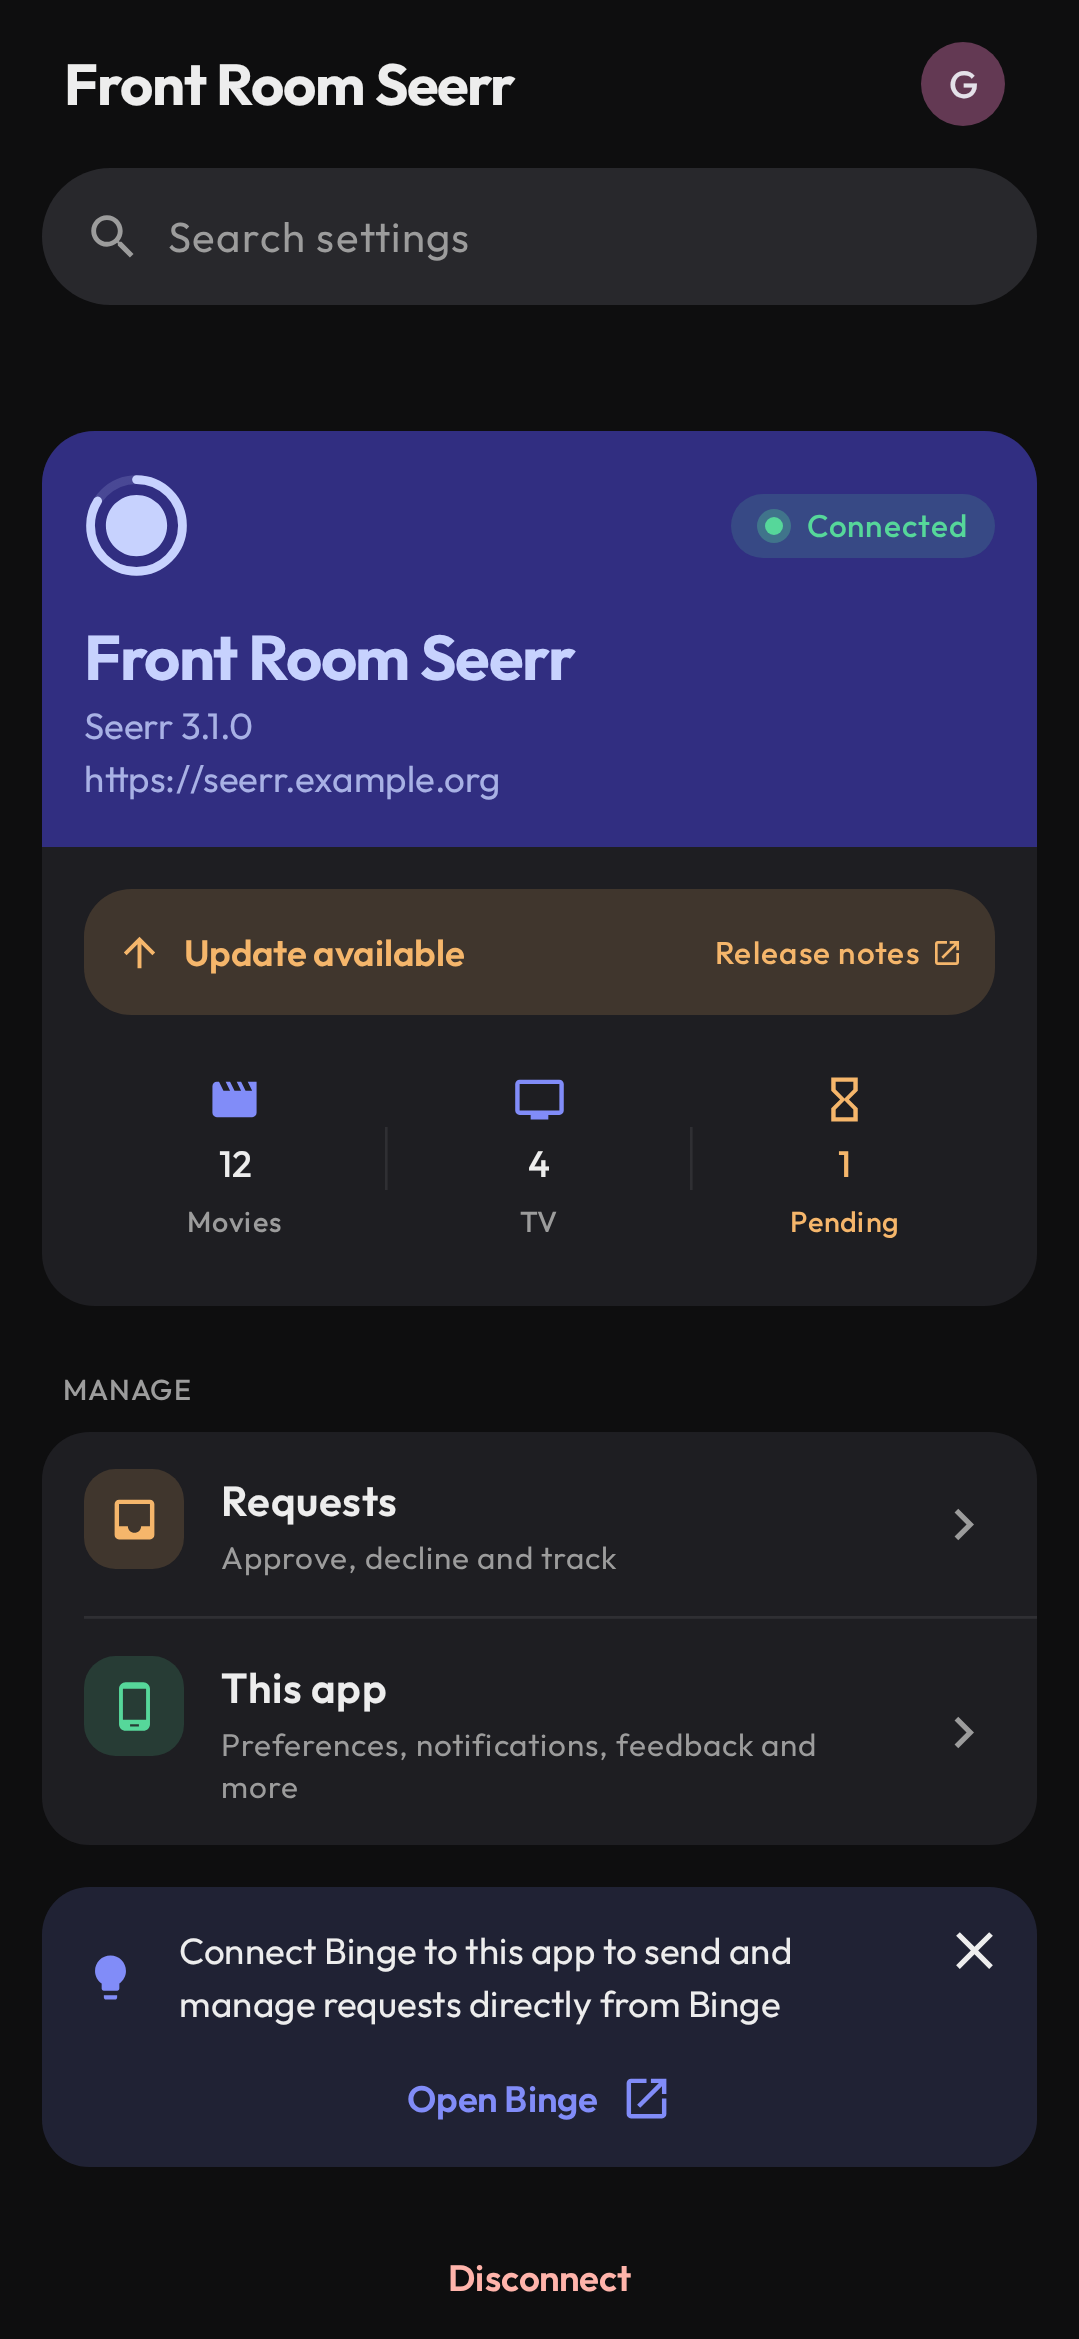 Front Room Seerr
G
Search settings
Connected
Front Room Seerr
Seerr 3.1.0
https://seerr.example.org
Update available
Release notes
12
Movies
4
TV
1
Pending
MANAGE
Requests
Approve, decline and track
This app
Preferences, notifications, feedback and
more
Connect Binge to this app to send and
manage requests directly from Binge
Open Binge
Disconnect